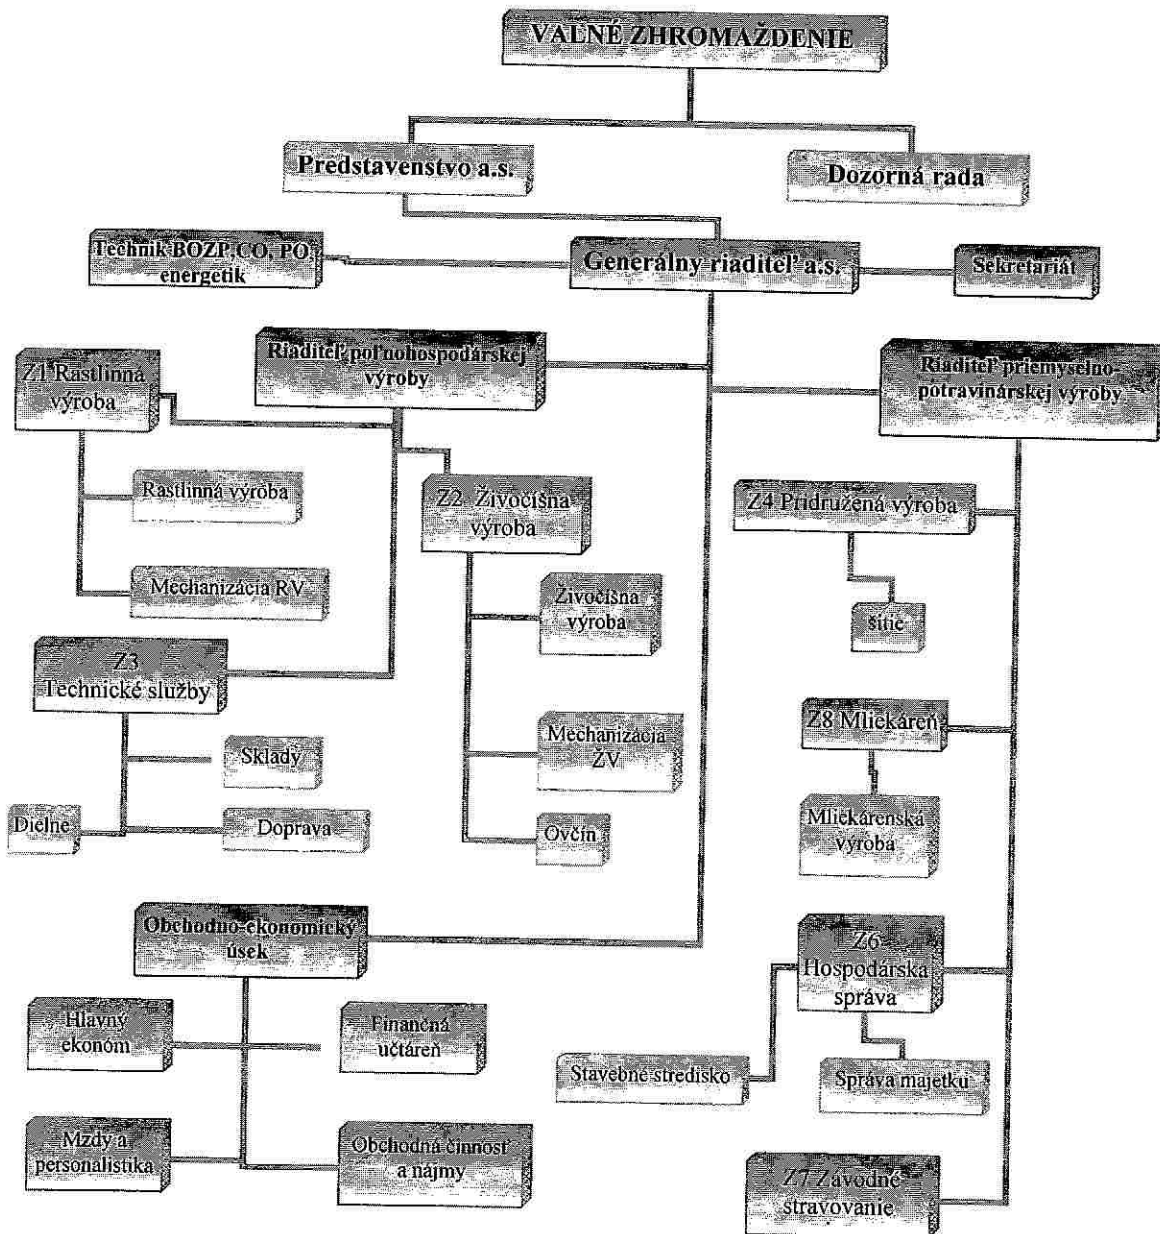 VALNÉ ZHROMAŽDENIE
Predstavenstvo a.s.
Dozorná rada
Technik BOZP,CO, PO,
energetik
Generálny riaditeľ a.s.
Sekretariát
Z1 Rastlinná
výroba
Riaditeľ poľnohospodárskej
výroby
Riaditeľ priemyselno-
potravinárskej výroby
Rastlinná výroba
Z2 Živočíšna
výroba
Z4 Pridružená výroba
Mechanizácia RV
Živočíšna
výroba
šitie
Z3
Technické služby
Z8 Mliekáreň
Sklady
Mechanizácia
ŽV
Dielne
Doprava
Ovčín
Mliekárenská
výroba
Obchodno-ekonomický
úsek
Z6
Hospodárska
správa
Hlavný
ekonóm
Finančná
učtáreň
Stavebné stredisko
Správa majetku
Mzdy a
personalistika
Obchodná činnosť
a nájmy
Z7 Závodné
stravovanie